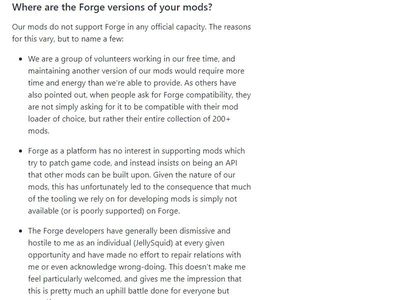 Where are the Forge versions of your mods?
Our mods do not support Forge in any official capacity. The reasons
for this vary, but to name a few:
We are a group of volunteers working in our free time, and
maintaining another version of our mods would require more
time and energy than we're able to provide. As others have
also pointed out, when people ask for Forge compatibility, they
are not simply asking for it to be compatible with their mod
loader of choice, but rather their entire collection of 200+
mods.
Forge as a platform has no interest in supporting mods which
try to patch game code, and instead insists on being an API
that other mods can be built upon. Given the nature of our
mods, this has unfortunately led to the consequence that much
of the tooling we rely on for developing mods is simply not
available (or is poorly supported) on Forge.
The Forge developers have generally been dismissive and
hostile to me as an individual (JellySquid) at every given
opportunity and have made no effort to repair relations with
me or even acknowledge wrong-doing. This doesn't make me
feel particularly welcomed, and gives me the impression that
this is pretty much an uphill battle done for everyone but